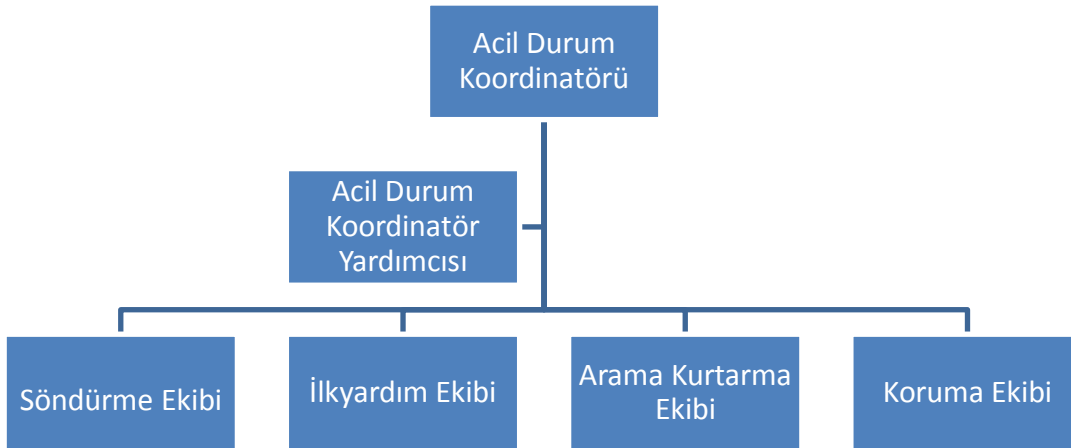 Acil Durum
Koordinatörü
Acil Durum
Koordinatör
Yardımcısı
Söndürme Ekibi
İlkyardım Ekibi
Arama Kurtarma
Ekibi
Koruma Ekibi